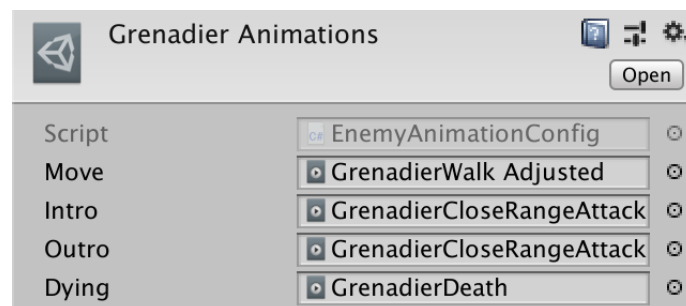 Grenadier Animations
Open
Script C# EnemyAnimationConfig
Move GrenadierWalk Adjusted
Intro GrenadierCloseRangeAttack
Outro GrenadierCloseRangeAttack
Dying GrenadierDeath